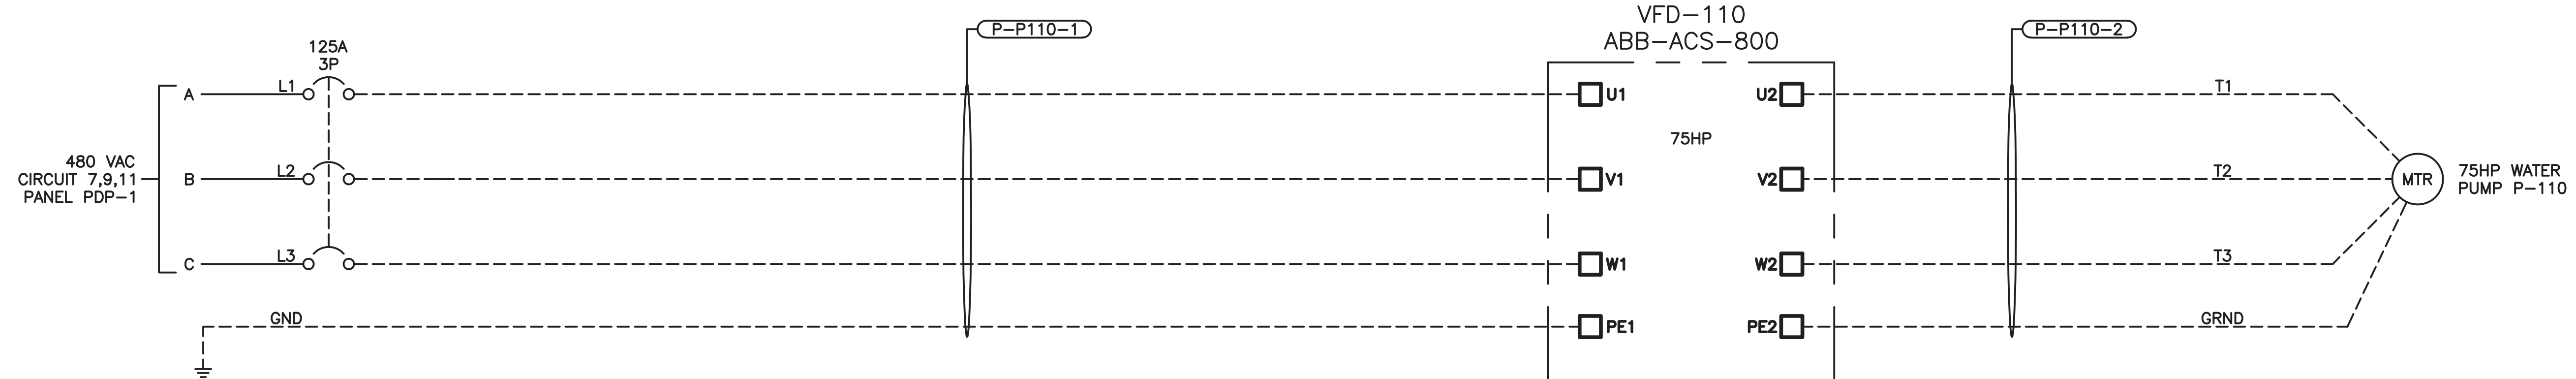 VFD-110
ABB-ACS-800
P-P110-1
P-P110-2
125A
3P
480 VAC
CIRCUIT 7,9,11
PANEL PDP-1
A
L1
U1
U2
T1
75HP
B
L2
V1
V2
T2
MTR
75HP WATER
PUMP P-110
C
L3
W1
W2
T3
GND
PE1
PE2
GRND